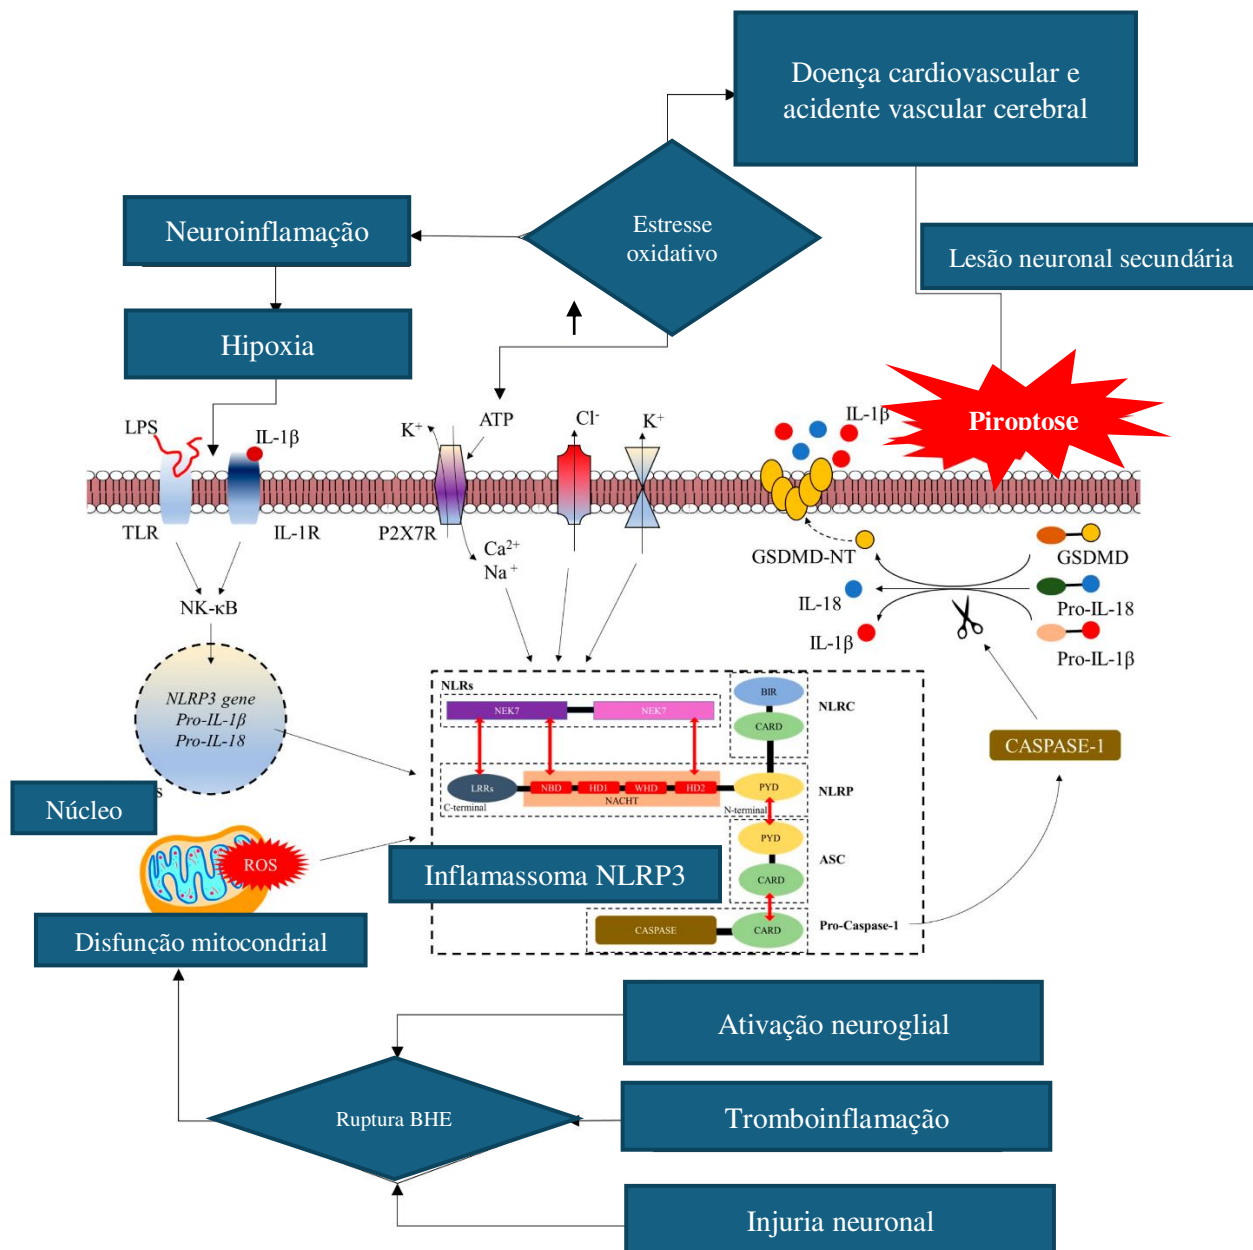 Doença cardiovascular e
acidente vascular cerebral
Estresse
oxidativo
Neuroinflamação
Lesão neuronal secundária
Hipoxia
Piroptose
LPS
IL-1β
K⁺
ATP
Cl⁻
K⁺
IL-1β
TLR
IL-1R
P2X7R
Ca²⁺
Na⁺
GSDMD-NT
GSDMD
IL-18
Pro-IL-18
IL-1β
Pro-IL-1β
NK-κB
NLRP3 gene
Pro-IL-1β
Pro-IL-18
s
Núcleo
ROS
Disfunção mitocondrial
NLRs
NEK7
NEK7
BIR
NLRC
CARD
CASPASE-1
LRRs
NBD
HD1
WHD
HD2
PYD
NLRP
NACHT
C-terminal
N-terminal
PYD
ASC
CARD
Inflamassoma NLRP3
Pro-Caspase-1
CASPASE
CARD
Ativação neuroglial
Ruptura BHE
Tromboinflamação
Injuria neuronal